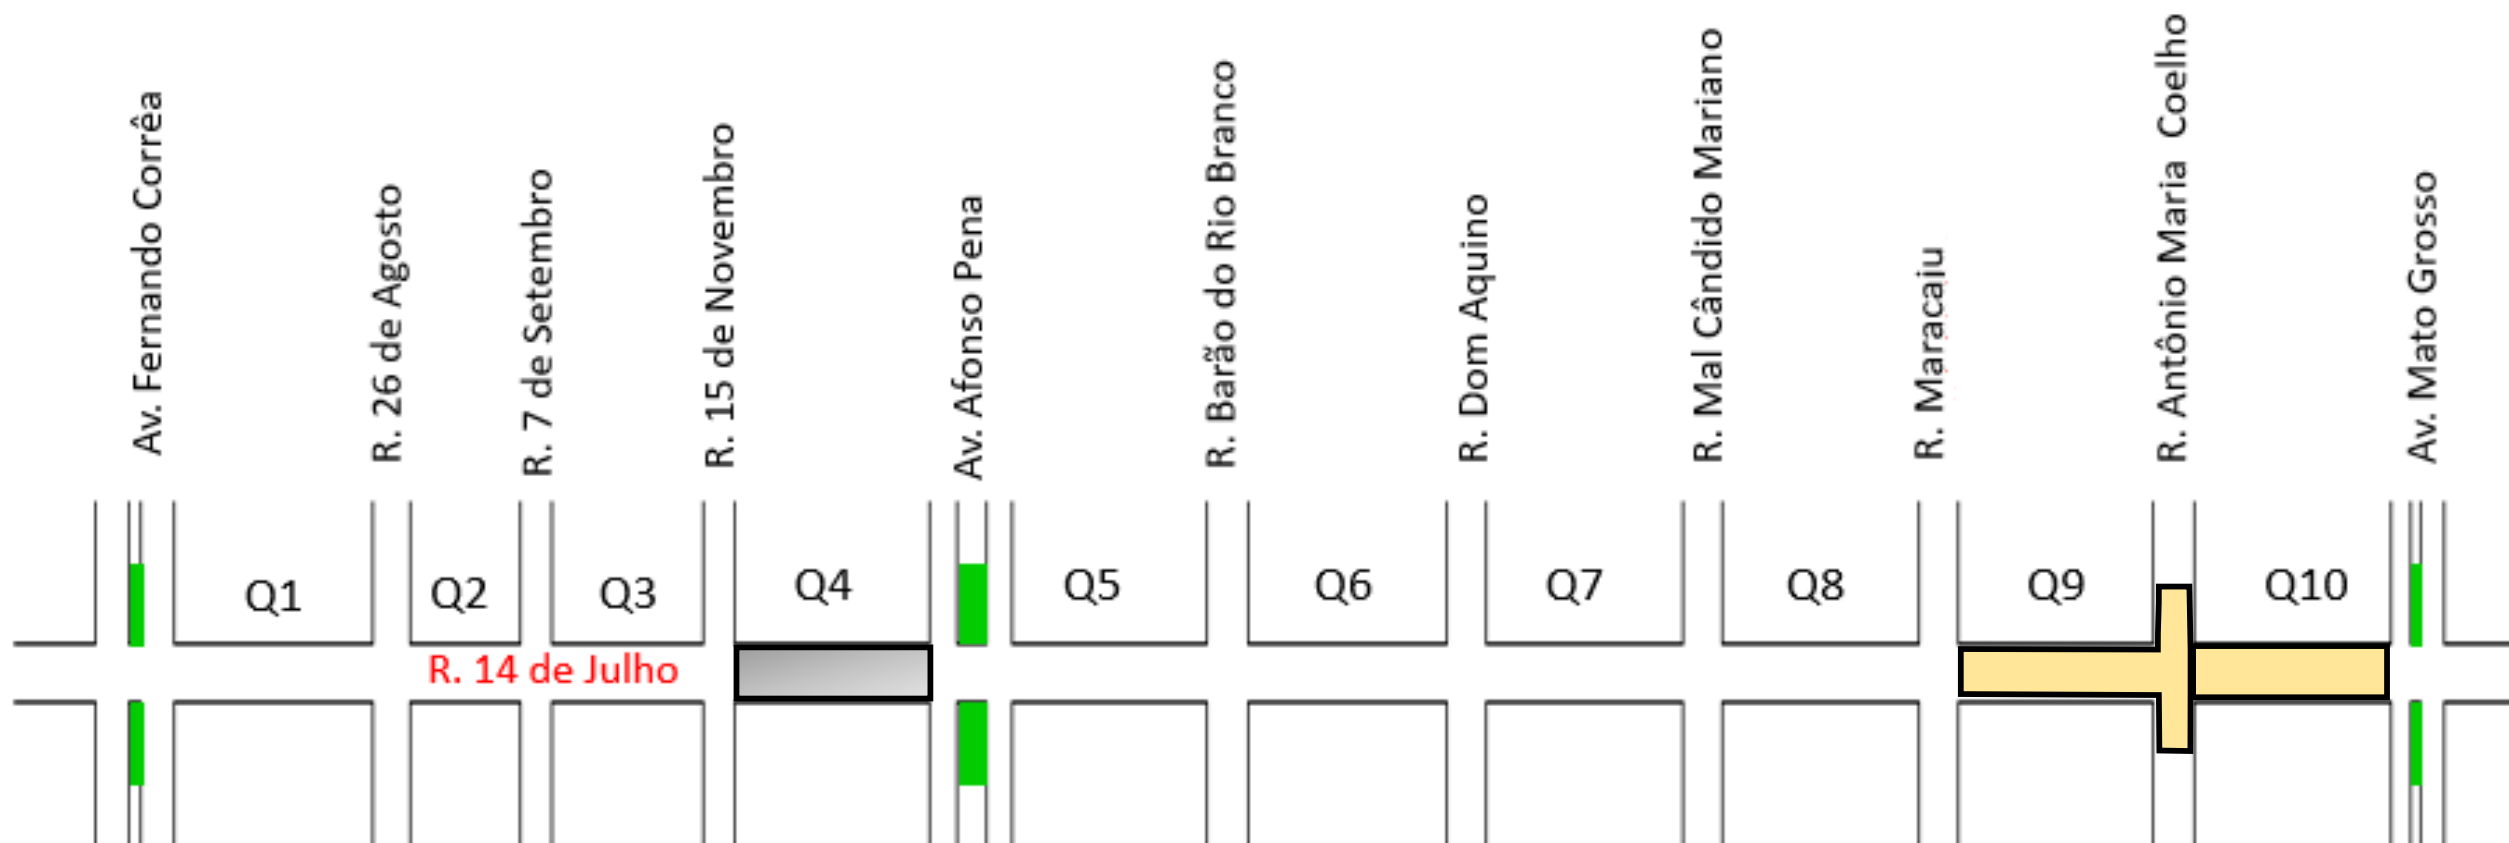 Av. Fernando Corrêa
R. 26 de Agosto
R. 7 de Setembro
R. 15 de Novembro
Av. Afonso Pena
R. Barão do Rio Branco
R. Dom Aquino
R. Mal Cândido Mariano
R. Maracaju
R. Antônio Maria Coelho
Av. Mato Grosso
Q1
Q2
Q3
Q4
Q5
Q6
Q7
Q8
Q9
Q10
R. 14 de Julho